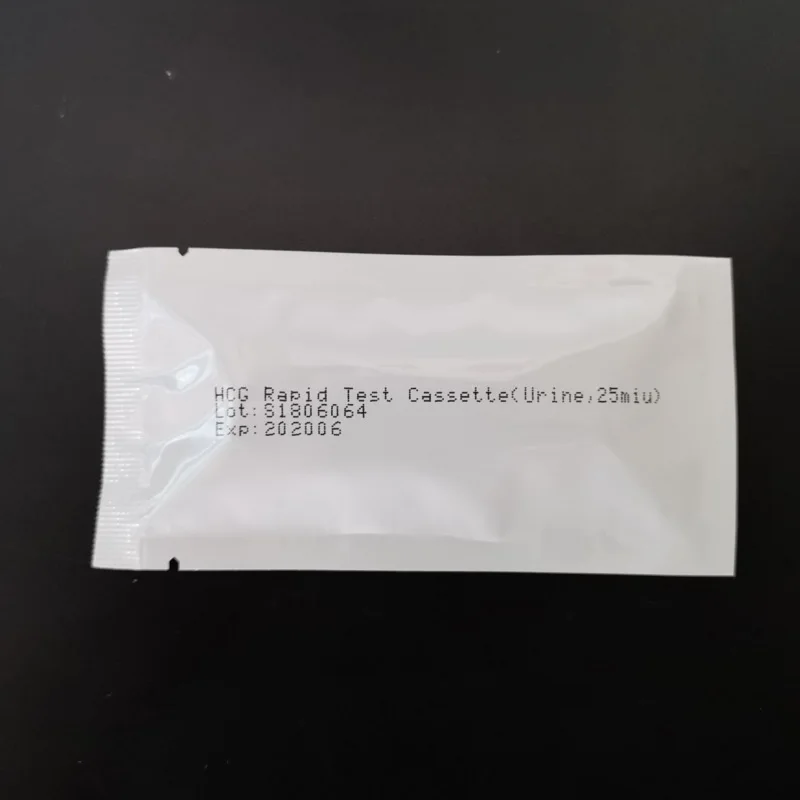 HCG Rapid Test Cassette(Urine,25miu)
Lot:S1806064
Exp:202006